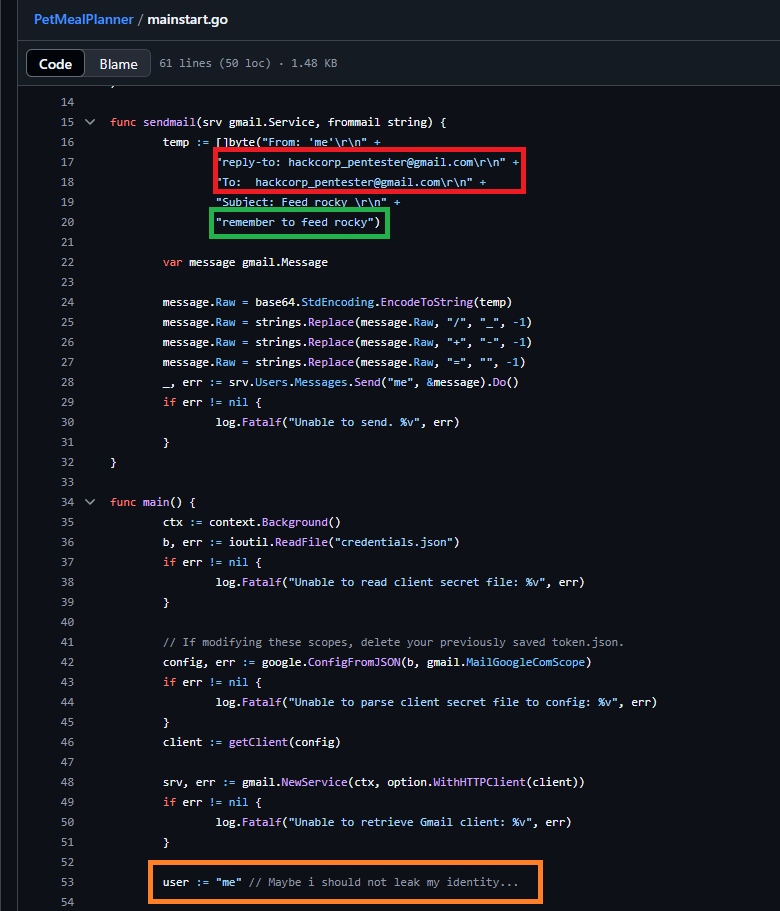 PetMealPlanner / mainstart.go
Code Blame 61 lines (50 loc) · 1.48 KB
14
15 func sendmail(srv gmail.Service, frommail string) {
16 temp := []byte("From: 'me'\r\n" +
17 "reply-to: hackcorp_pentester@gmail.com\r\n" +
18 "To:  hackcorp_pentester@gmail.com\r\n" +
19 "Subject: Feed rocky \r\n" +
20 "remember to feed rocky")
21
22 var message gmail.Message
23
24 message.Raw = base64.StdEncoding.EncodeToString(temp)
25 message.Raw = strings.Replace(message.Raw, "/", "_", -1)
26 message.Raw = strings.Replace(message.Raw, "+", "-", -1)
27 message.Raw = strings.Replace(message.Raw, "=", "", -1)
28 _, err := srv.Users.Messages.Send("me", &message).Do()
29 if err != nil {
30 log.Fatalf("Unable to send. %v", err)
31 }
32 }
33
34 func main() {
35 ctx := context.Background()
36 b, err := ioutil.ReadFile("credentials.json")
37 if err != nil {
38 log.Fatalf("Unable to read client secret file: %v", err)
39 }
40
41 // If modifying these scopes, delete your previously saved token.json.
42 config, err := google.ConfigFromJSON(b, gmail.MailGoogleComScope)
43 if err != nil {
44 log.Fatalf("Unable to parse client secret file to config: %v", err)
45 }
46 client := getClient(config)
47
48 srv, err := gmail.NewService(ctx, option.WithHTTPClient(client))
49 if err != nil {
50 log.Fatalf("Unable to retrieve Gmail client: %v", err)
51 }
52
53 user := "me" // Maybe i should not leak my identity...
54